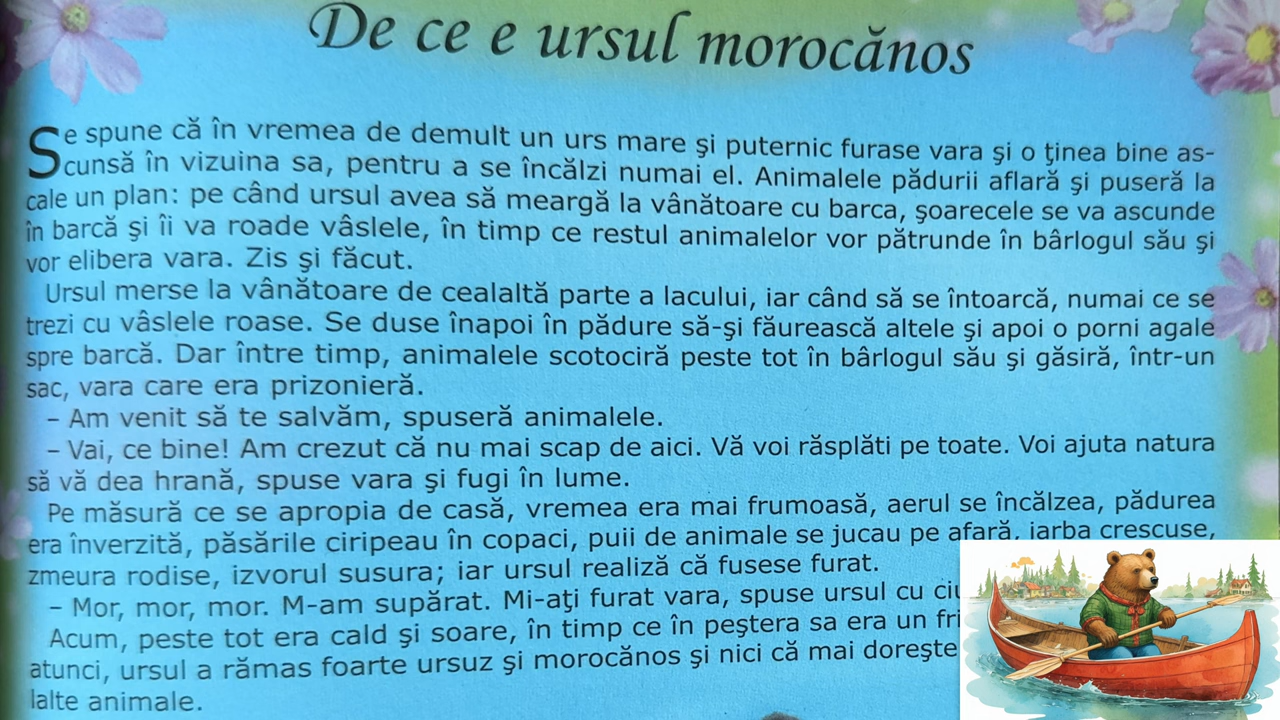 De ce e ursul morocănos
Se spune că în vremea de demult un urs mare şi puternic furase vara şi o ţinea bine as-
cunsă în vizuina sa, pentru a se încălzi numai el. Animalele pădurii aflară şi puseră la
cale un plan: pe când ursul avea să meargă la vânătoare cu barca, şoarecele se va ascunde
în barcă şi îi va roade vâslele, în timp ce restul animalelor vor pătrunde în bârlogul său şi
vor elibera vara. Zis şi făcut.
Ursul merse la vânătoare de cealaltă parte a lacului, iar când să se întoarcă, numai ce se
trezi cu vâslele roase. Se duse înapoi în pădure să-şi făurească altele şi apoi o porni agale
spre barcă. Dar între timp, animalele scotociră peste tot în bârlogul său şi găsiră, într-un
sac, vara care era prizonieră.
– Am venit să te salvăm, spuseră animalele.
– Vai, ce bine! Am crezut că nu mai scap de aici. Vă voi răsplăti pe toate. Voi ajuta natura
să vă dea hrană, spuse vara şi fugi în lume.
Pe măsură ce se apropia de casă, vremea era mai frumoasă, aerul se încălzea, pădurea
era înverzită, păsările ciripeau în copaci, puii de animale se jucau pe afară, iarba crescuse,
zmeura rodise, izvorul susura; iar ursul realiză că fusese furat.
– Mor, mor, mor. M-am supărat. Mi-aţi furat vara, spuse ursul cu
Acum, peste tot era cald şi soare, în timp ce în peştera sa era un
atunci, ursul a rămas foarte ursuz şi morocănos şi nici că mai doreşte
lalte animale.